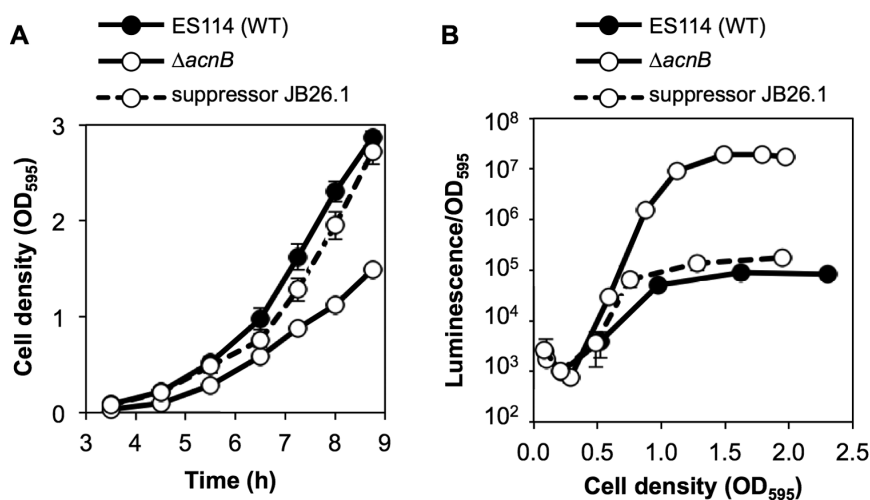 A
ES114 (WT)
ΔacnB
suppressor JB26.1
Cell density (OD595)
3
2
1
0
3 4 5 6 7 8 9
Time (h)
B
ES114 (WT)
ΔacnB
suppressor JB26.1
Luminescence/OD595
10^8
10^7
10^6
10^5
10^4
10^3
10^2
0.0 0.5 1.0 1.5 2.0 2.5
Cell density (OD595)